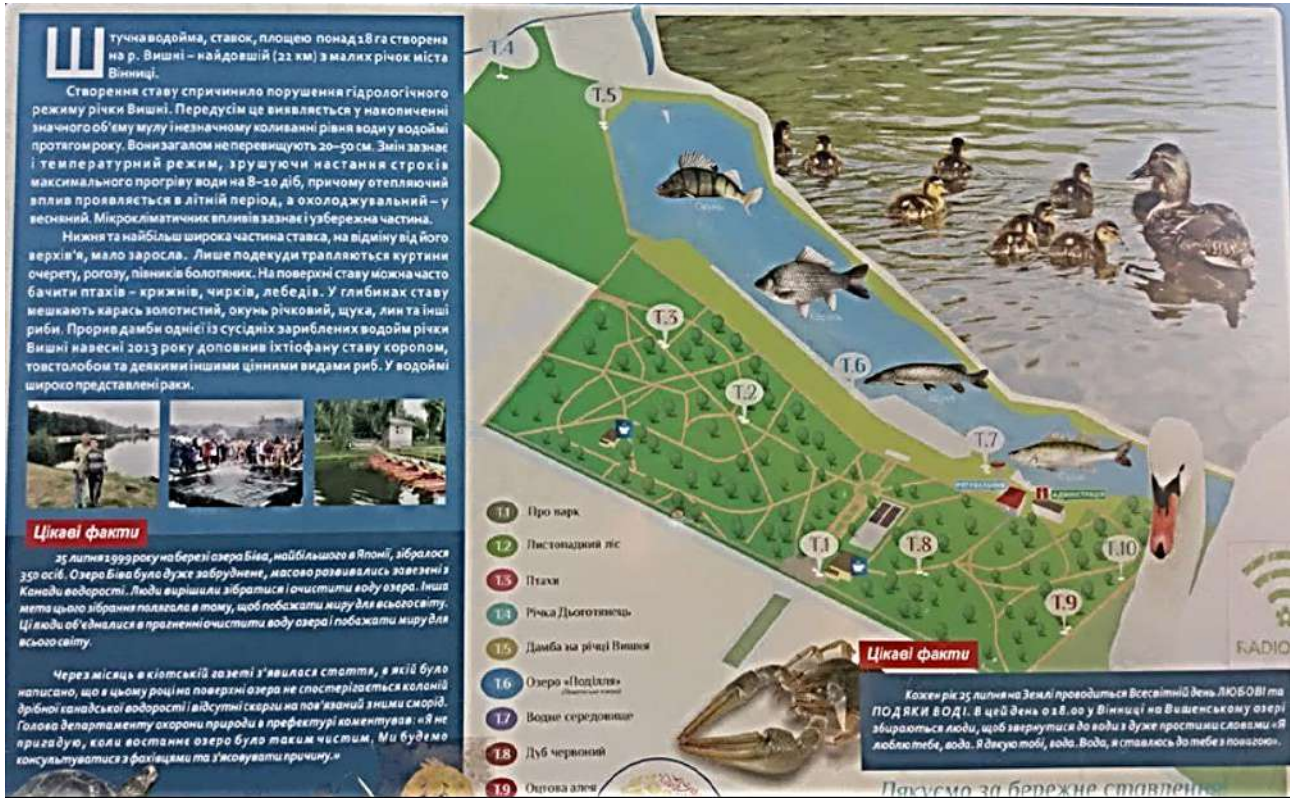 Штучна водойма, ставок, площею понад 18 га створена
на р. Вишні – найдовшій (22 км) з малих річок міста
Вінниці.
Створення ставу спричинило порушення гідрологічного
режиму річки Вишні. Передусім це виявляється у накопиченні
значного об'єму мулу і незначному коливанні рівня води у водоймі
протягом року. Вони загалом не перевищують 20–50 см. Змін зазнає
і температурний режим, зрушуючи настання строків
максимального прогріву води на 8–10 діб, причому отепляючий
вплив проявляється в літній період, а охолоджувальний – у
весняний. Мікрокліматичних впливів зазнає і узбережна частина.
Нижня та найбільш широка частина ставка, на відміну від його
верхів'я, мало заросла. Лише подекуди трапляються куртини
очерету, рогозу, півників болотяних. На поверхні ставу можна часто
бачити птахів – крижнів, чирків, лебедів. У глибинах ставу
мешкають карась золотистий, окунь річковий, щука, лин та інші
риби. Прорив дамби однієї із сусідніх зариблених водойм річки
Вишні навесні 2013 року доповнив іхтіофану ставу коропом,
товстолобом та деякими іншими цінними видами риб. У водоймі
широко представлені раки.
Цікаві факти
25 липня 1999 року на березі озера Біва, найбільшого в Японії, зібралося
350 осіб. Озеро Біва було дуже забруднене, масово розвивались завезені з
Канади водорості. Люди вирішили зібратися і очистити воду озера. Інша
мета цього зібрання полягала в тому, щоб побажати миру для всього світу.
Ці люди об'єдналися в прагненні очистити воду озера і побажати миру для
всього світу.
Через місяць в кіотській газеті з'явилася стаття, в якій було
написано, що в цьому році на поверхні озера не спостерігається колоній
дрібної канадської водорості і відсутні скарги на пов'язаний з ними сморід.
Голова департаменту охорони природи в префектурі коментував: «Я не
пригадую, коли востаннє озеро було таким чистим. Ми будемо
консультуватися з фахівцями та з'ясовувати причину.»
Т.4
Т.5
Окунь
Т.3
Т.2
Т.6
Щука
Т.7
АДМІНІСТРАЦІЯ
Т.1
Т.8
Т.10
Т.9
Т.1 Про парк
Т.2 Листопадний ліс
Т.3 Птахи
Т.4 Річка Дьоготянець
Т.5 Дамба на річці Вишня
Т.6 Озеро «Поділля»
Т.7 Водне середовище
Т.8 Дуб червоний
Т.9 Оцтова алея
RADIO
Цікаві факти
Кожен рік 25 липня на Землі проводиться Всесвітній день ЛЮБОВІ та
ПОДЯКИ ВОДІ. В цей день о 18.00 у Вінниці на Вишенському озері
збираються люди, щоб звернутися до води з дуже простими словами «Я
люблю тебе, вода. Я дякую тобі, вода. Вода, я ставлюсь до тебе з повагою».
Дякуємо за бережне ставлення!